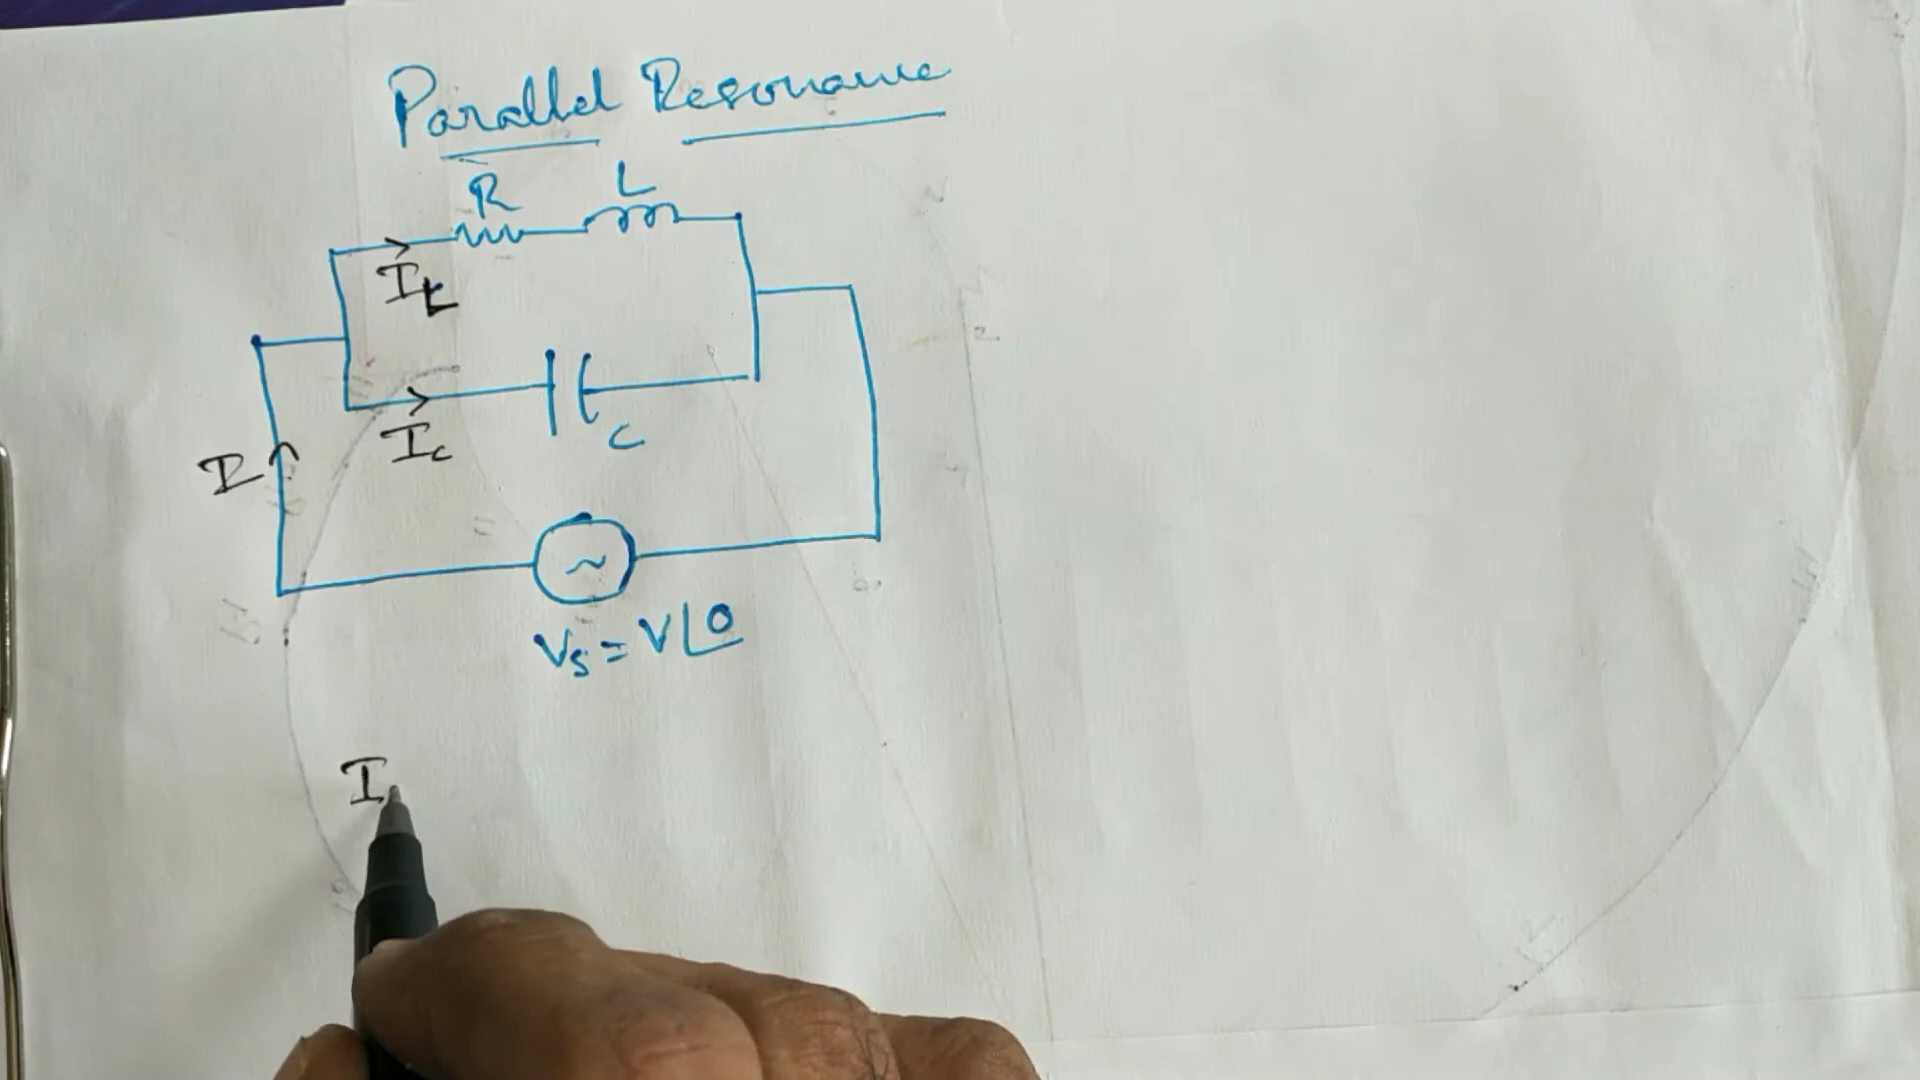 Parallel Resonance
R
L
I_L
I_C
C
I
~
V_S = V∠0
I